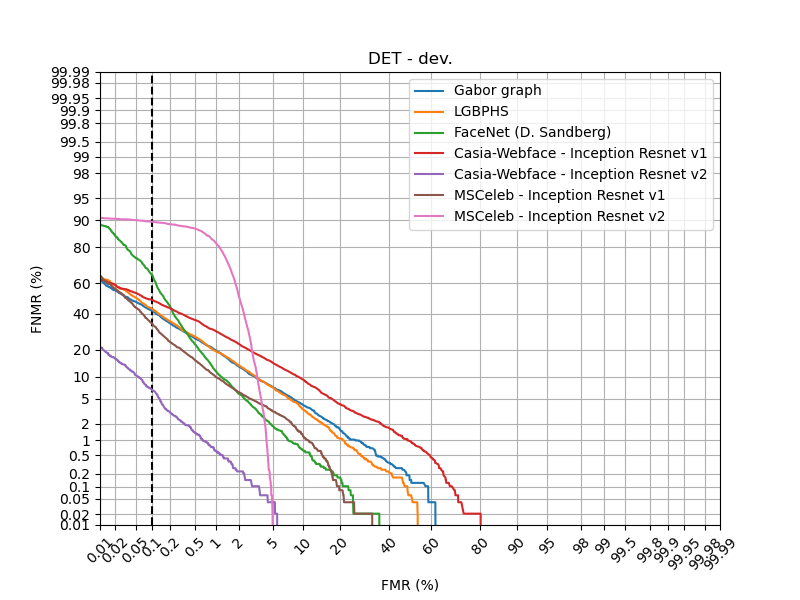 DET - dev.
99.99
99.98
99.95
99.9
99.8
99.5
99
98
95
90
80
60
40
20
10
5
2
1
0.5
0.2
0.1
0.05
0.02
0.01
FNMR (%)
Gabor graph
LGBPHS
FaceNet (D. Sandberg)
Casia-Webface - Inception Resnet v1
Casia-Webface - Inception Resnet v2
MSCeleb - Inception Resnet v1
MSCeleb - Inception Resnet v2
0.01 0.02 0.05 0.1 0.2 0.5 1 2 5 10 20 40 60 80 90 95 98 99 99.5 99.8 99.9 99.95 99.98 99.99
FMR (%)